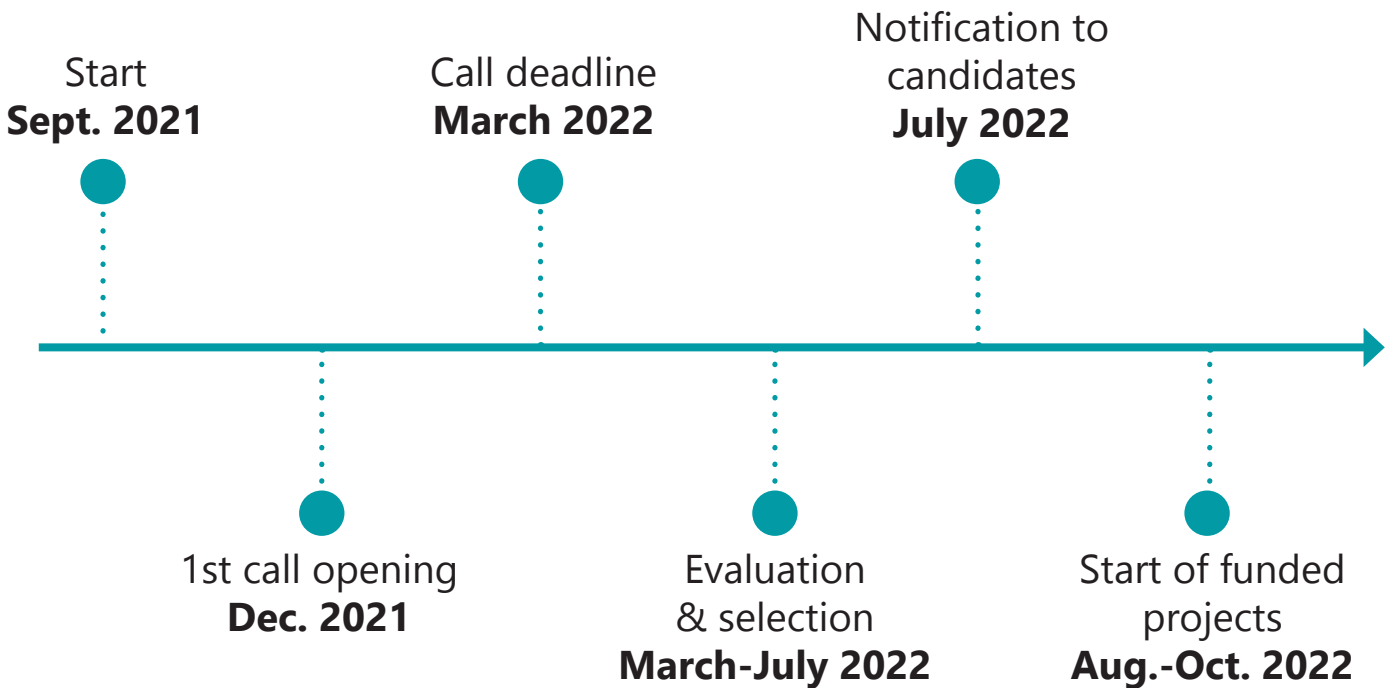 Start
Sept. 2021
Call deadline
March 2022
Notification to
candidates
July 2022
1st call opening
Dec. 2021
Evaluation
& selection
March-July 2022
Start of funded
projects
Aug.-Oct. 2022